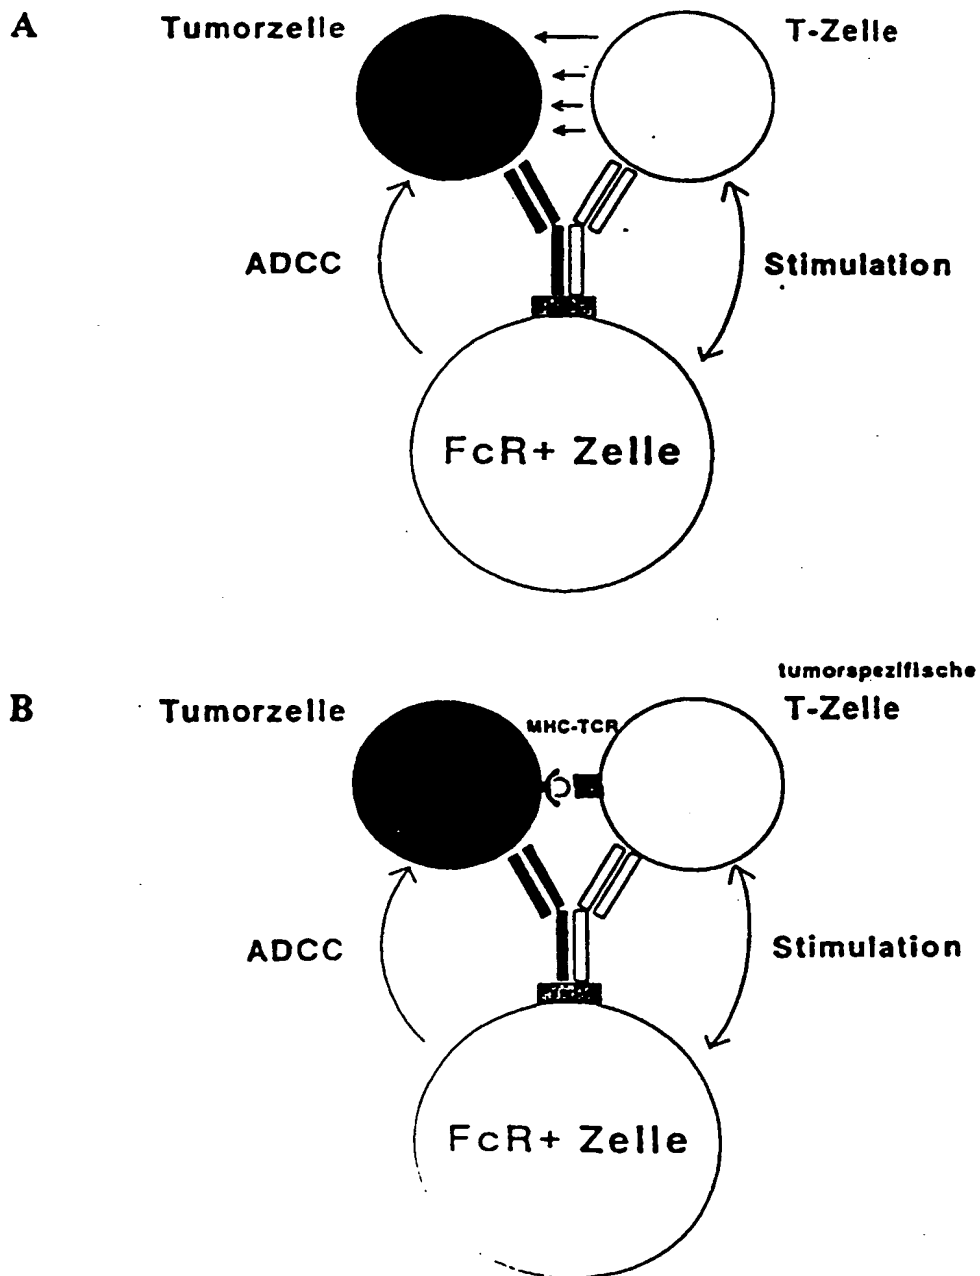 A
Tumorzelle
T-Zelle
ADCC
Stimulation
FcR+ Zelle
B
Tumorzelle
tumorspezifische
T-Zelle
MHC-TCR
ADCC
Stimulation
FcR+ Zelle